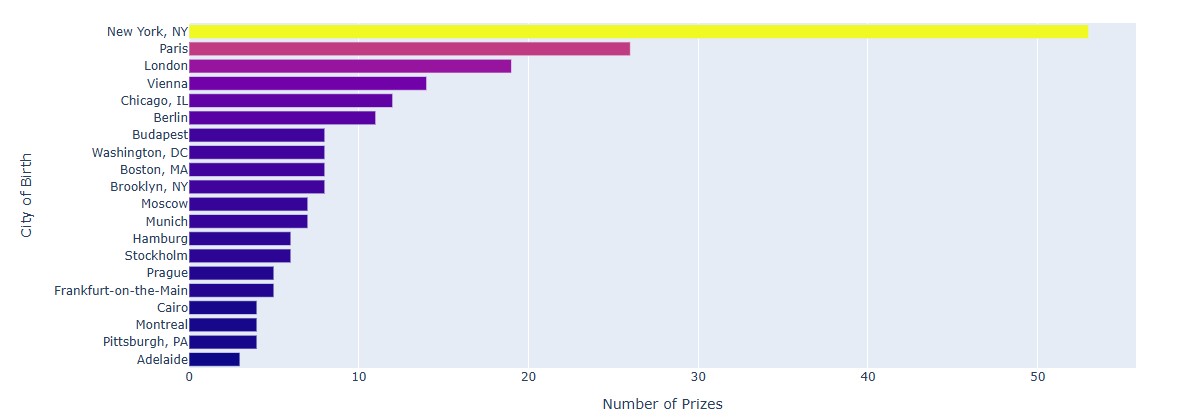 New York, NY
Paris
London
Vienna
Chicago, IL
Berlin
Budapest
Washington, DC
Boston, MA
Brooklyn, NY
Moscow
Munich
Hamburg
Stockholm
Prague
Frankfurt-on-the-Main
Cairo
Montreal
Pittsburgh, PA
Adelaide
City of Birth
0 10 20 30 40 50
Number of Prizes